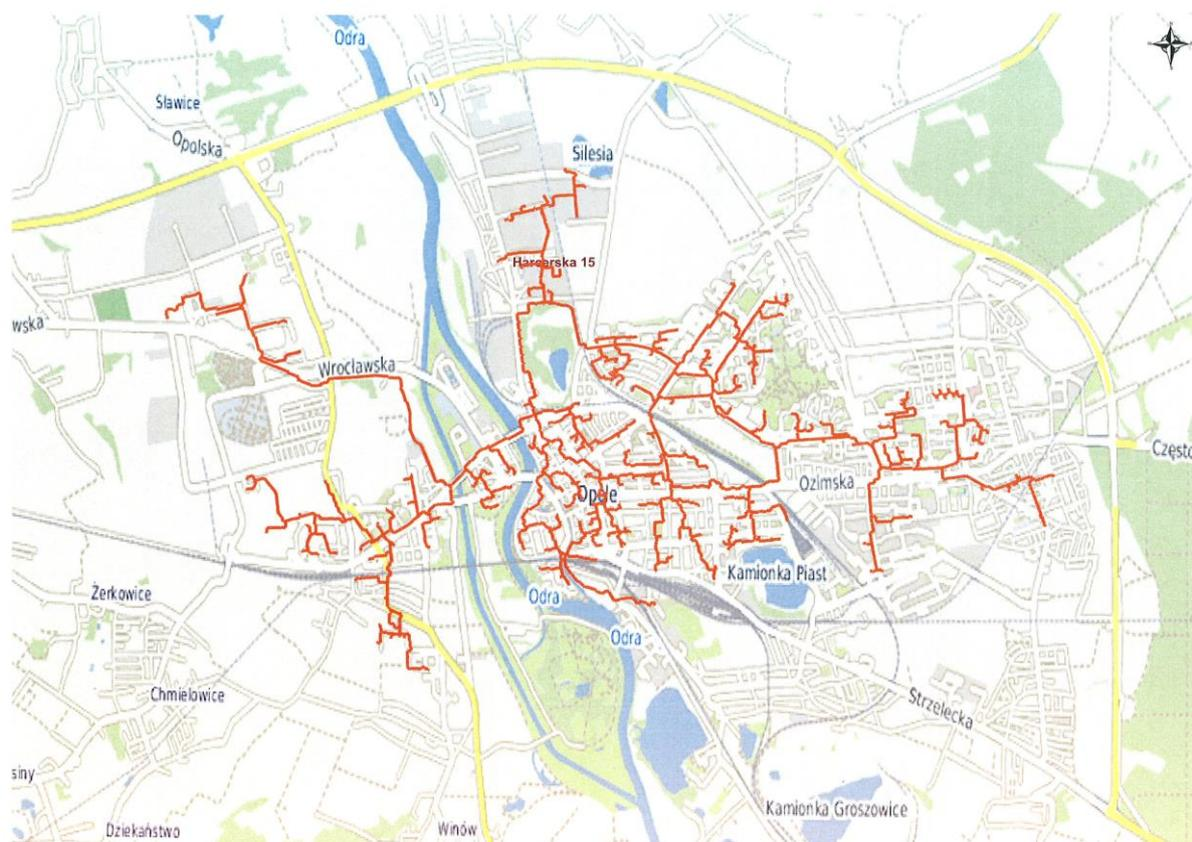 Odra
Sławice
Opolska
Silesia
Harcerska 15
wska
Wrocławska
Często
Ozimska
Opole
Kamionka Piast
Żerkowice
Odra
Odra
Chmielowice
Strzelecka
siny
Kamionka Groszowice
Dziekaństwo
Winów